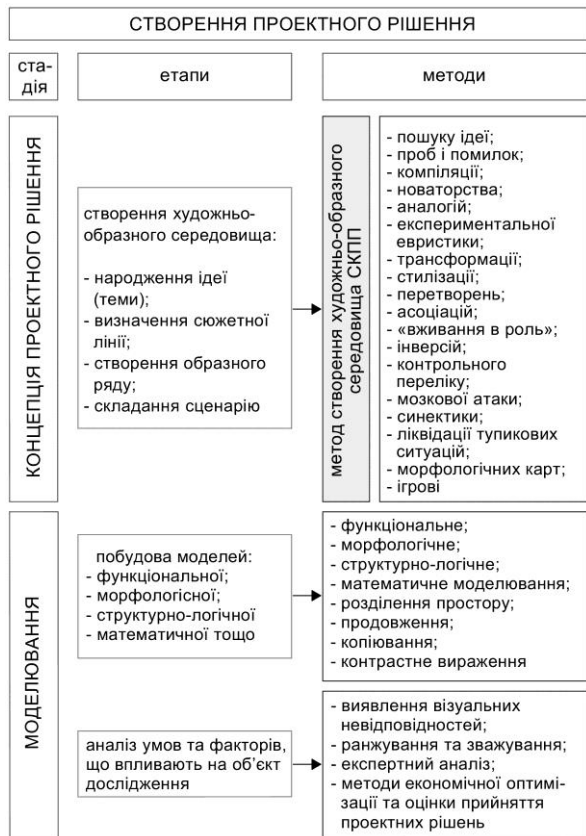 СТВОРЕННЯ ПРОЕКТНОГО РІШЕННЯ
ста-
дія
етапи
методи
КОНЦЕПЦІЯ ПРОЕКТНОГО РІШЕННЯ
створення художньо-
образного середовища:
- народження ідеї
(теми);
- визначення сюжетної
лінії;
- створення образного
ряду;
- складання сценарію
метод створення художньо-образного
середовища СКПП
- пошуку ідеї;
- проб і помилок;
- компіляції;
- новаторства;
- аналогій;
- експериментальної
евристики;
- трансформації;
- стилізації;
- перетворень;
- асоціацій;
- «вживання в роль»;
- інверсій;
- контрольного
переліку;
- мозкової атаки;
- синектики;
- ліквідації тупикових
ситуацій;
- морфологічних карт;
- ігрові
МОДЕЛЮВАННЯ
побудова моделей:
- функціональної;
- морфологісної;
- структурно-логічної
- математичної тощо
- функціональне;
- морфологічне;
- структурно-логічне;
- математичне моделювання;
- розділення простору;
- продовження;
- копіювання;
- контрастне вираження
аналіз умов та факторів,
що впливають на об’єкт
дослідження
- виявлення візуальних
невідповідностей;
- ранжування та зважування;
- експертний аналіз;
- методи економічної оптимі-
зації та оцінки прийняття
проектних рішень